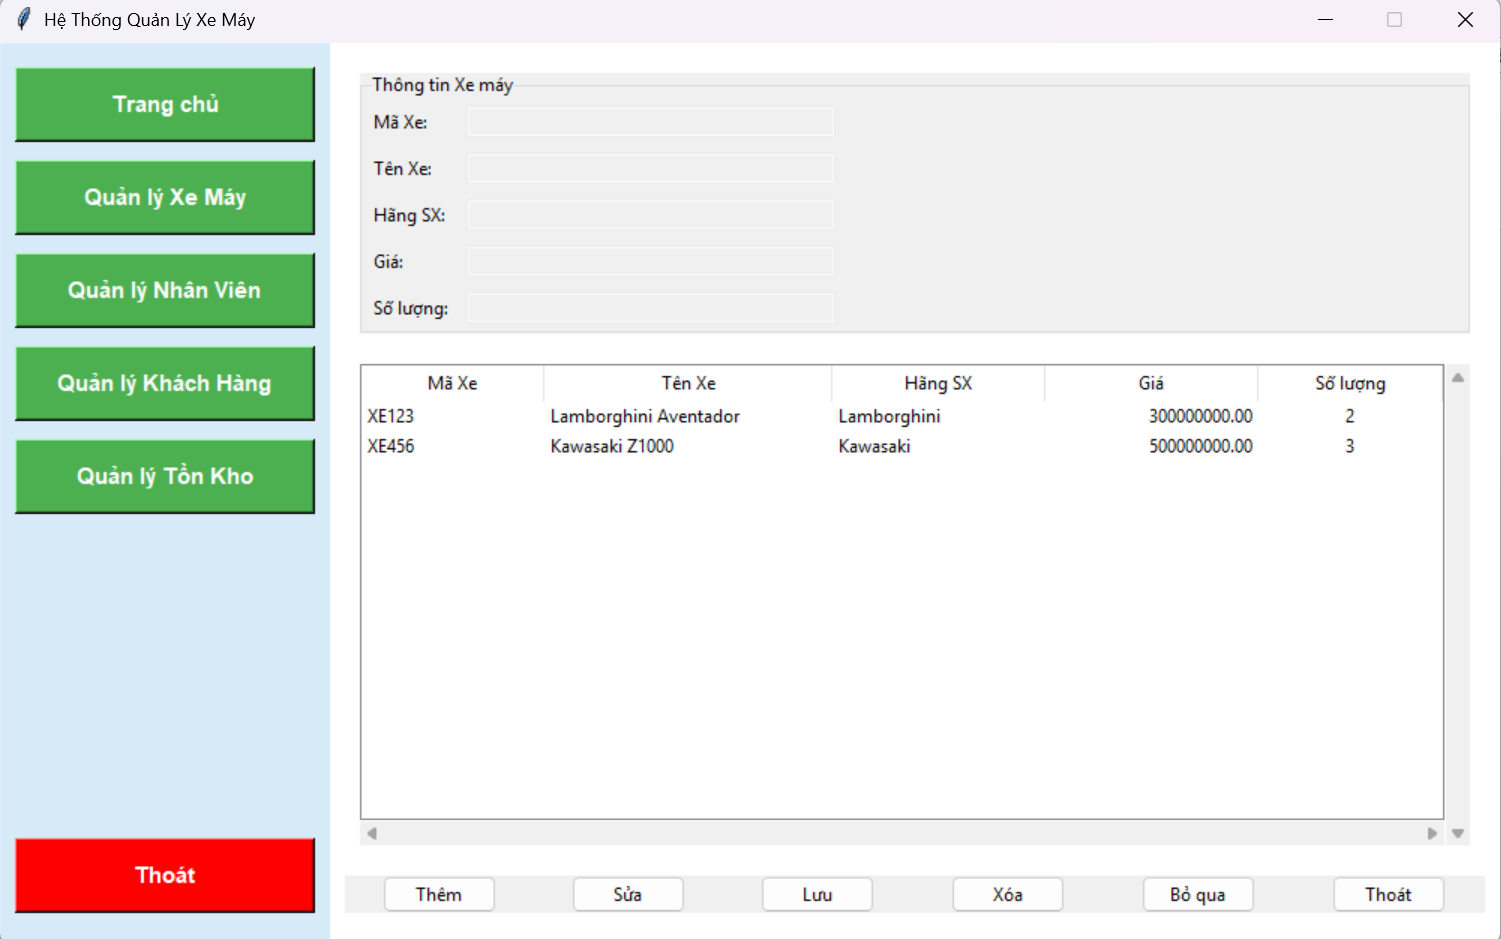 Hệ Thống Quản Lý Xe Máy
Trang chủ
Quản lý Xe Máy
Quản lý Nhân Viên
Quản lý Khách Hàng
Quản lý Tồn Kho
Thoát
Thông tin Xe máy
Mã Xe:
Tên Xe:
Hãng SX:
Giá:
Số lượng:
Mã Xe Tên Xe Hãng SX Giá Số lượng
XE123 Lamborghini Aventador Lamborghini 300000000.00 2
XE456 Kawasaki Z1000 Kawasaki 500000000.00 3
Thêm Sửa Lưu Xóa Bỏ qua Thoát